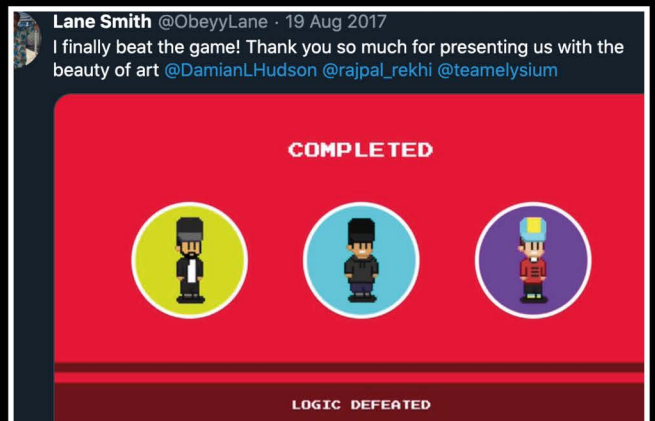 Lane Smith @ObeyyLane · 19 Aug 2017
I finally beat the game! Thank you so much for presenting us with the
beauty of art @DamianLHudson @rajpal_rekhi @teamelysium
COMPLETED
LOGIC DEFEATED